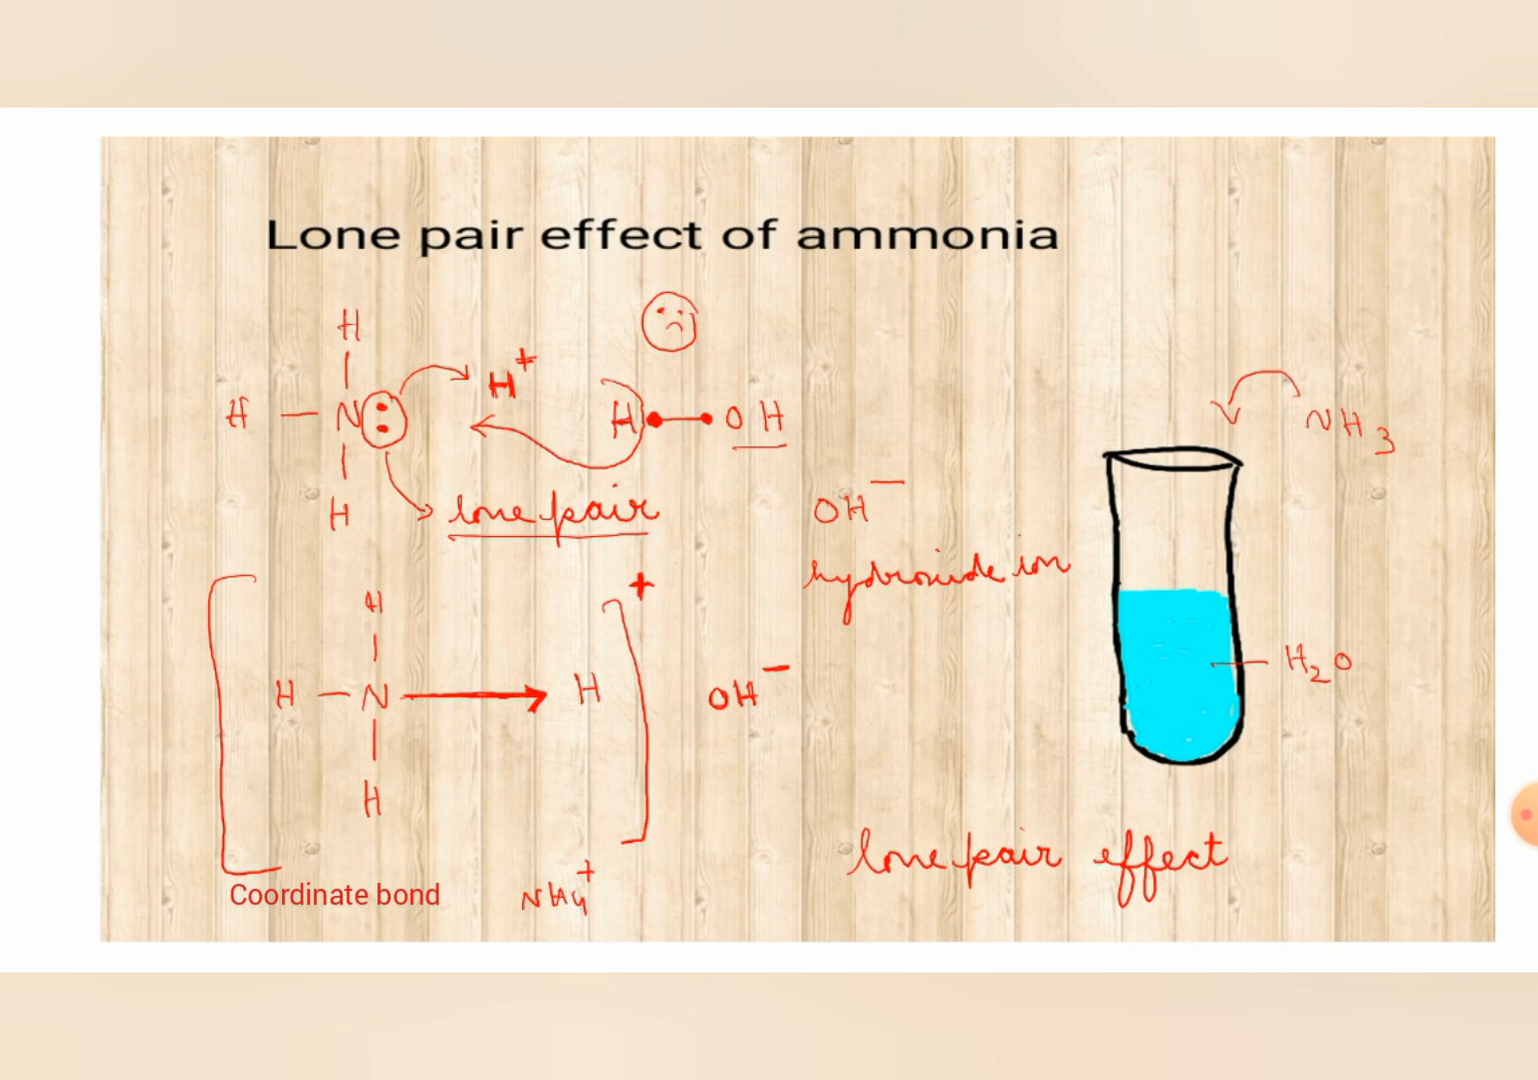 Lone pair effect of ammonia
H
H — N : H+ H — OH
H
lone pair
NH3
OH−
hydroxide ion
H
H — N → H + OH−
H
H2O
lone pair effect
Coordinate bond
NH4+